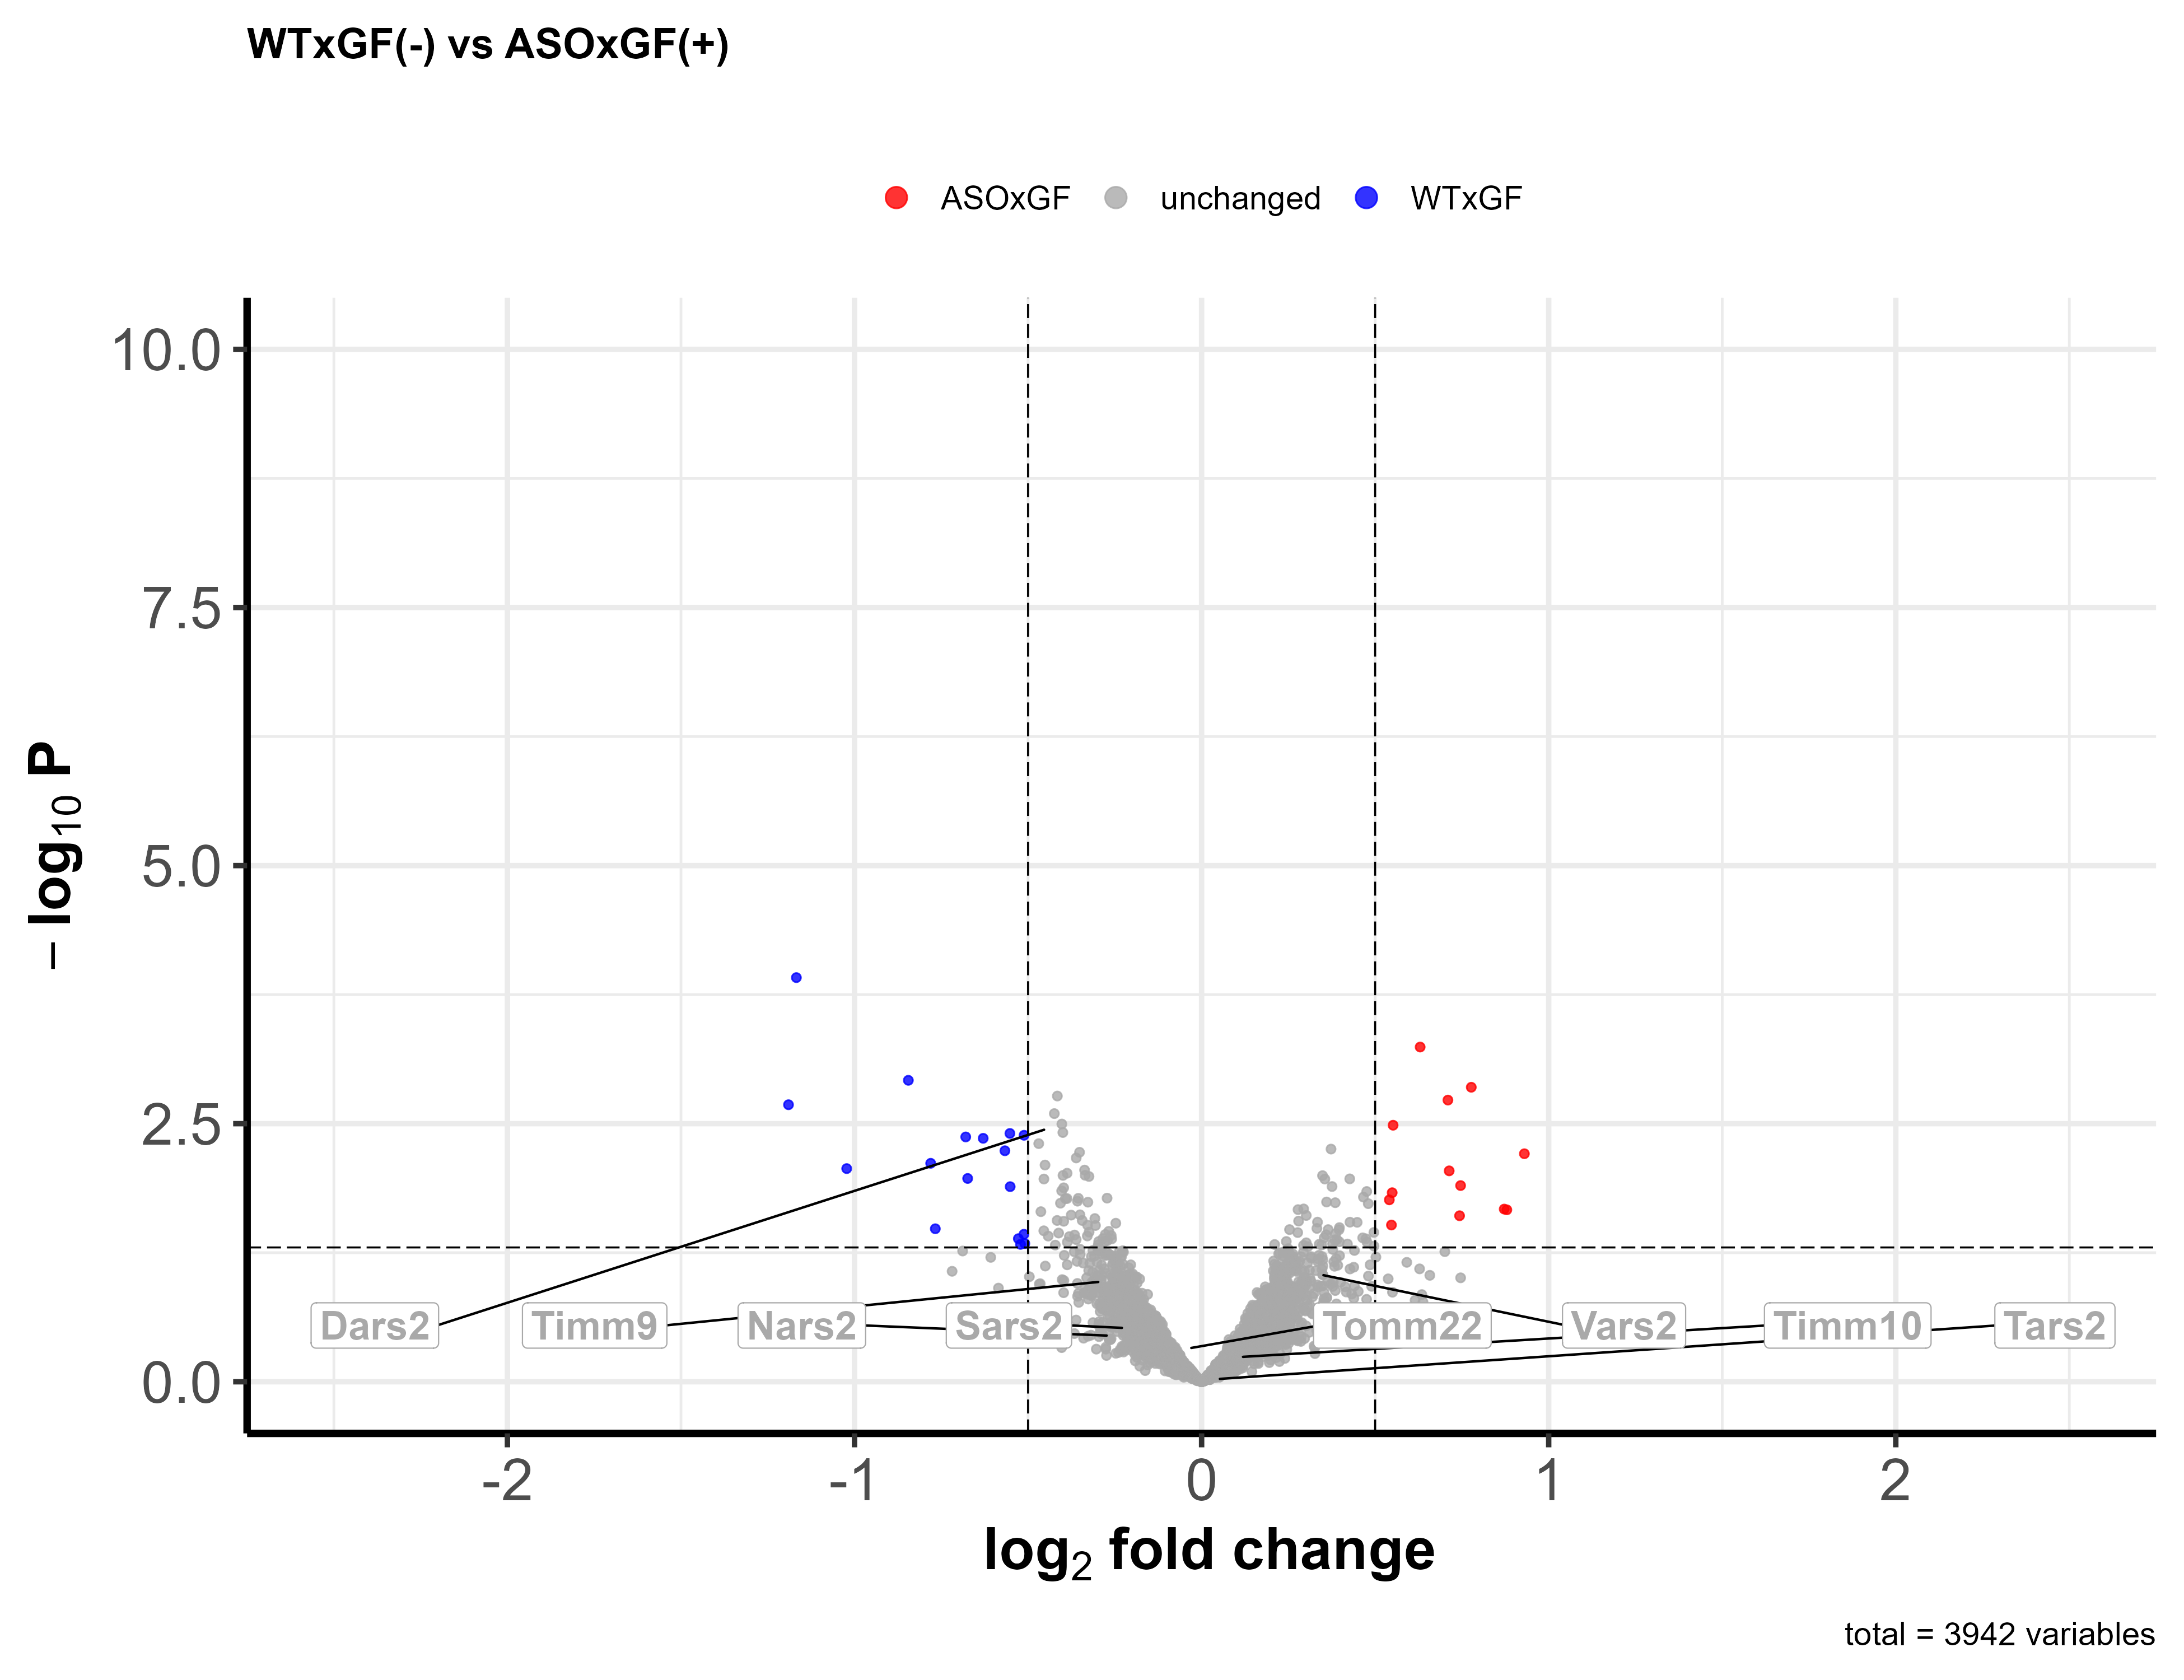 WTxGF(-) vs ASOxGF(+)
ASOxGF unchanged WTxGF
10.0
7.5
5.0
2.5
0.0
− log10 P
Dars2 Timm9 Nars2 Sars2 Tomm22 Vars2 Timm10 Tars2
-2 -1 0 1 2
log2 fold change
total = 3942 variables